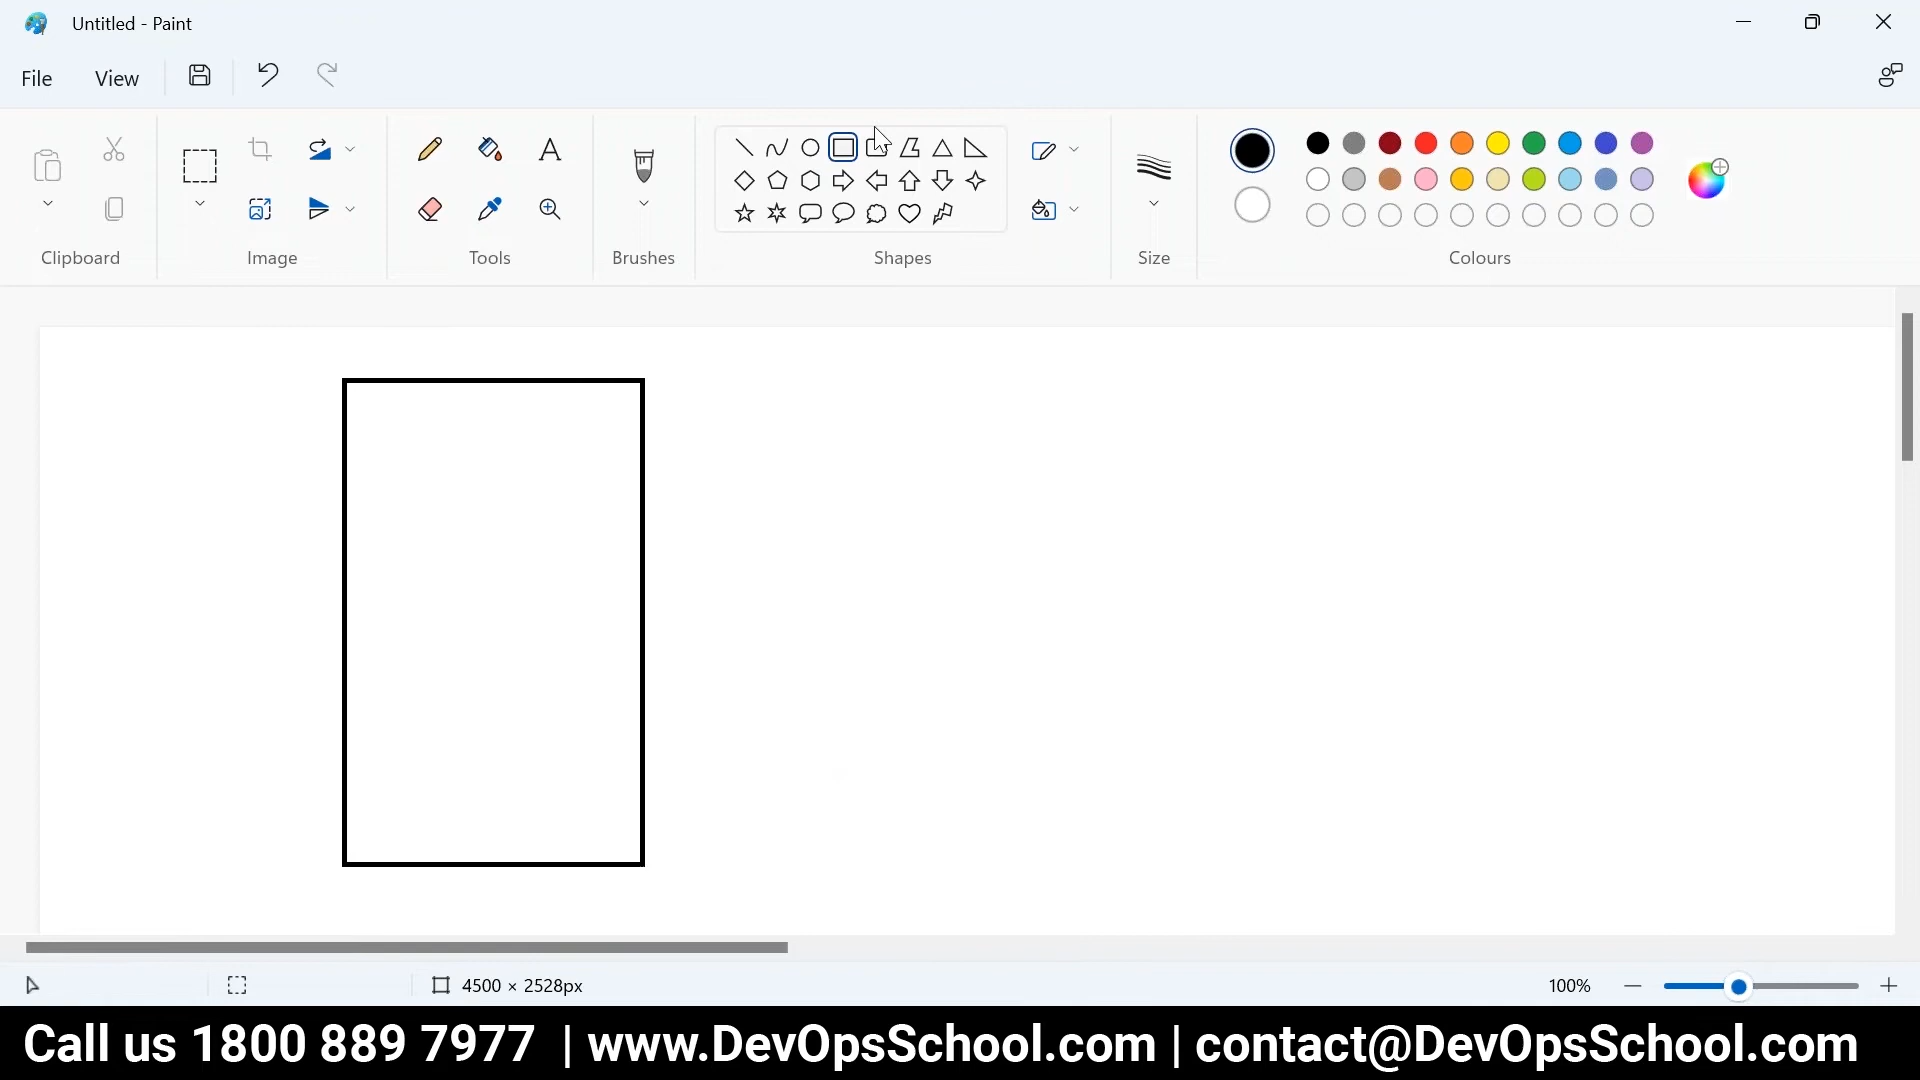 Untitled - Paint
File View
Clipboard
Image
Tools
Brushes
Shapes
Size
Colours
4500 × 2528px
100%
Call us 1800 889 7977 | www.DevOpsSchool.com | contact@DevOpsSchool.com